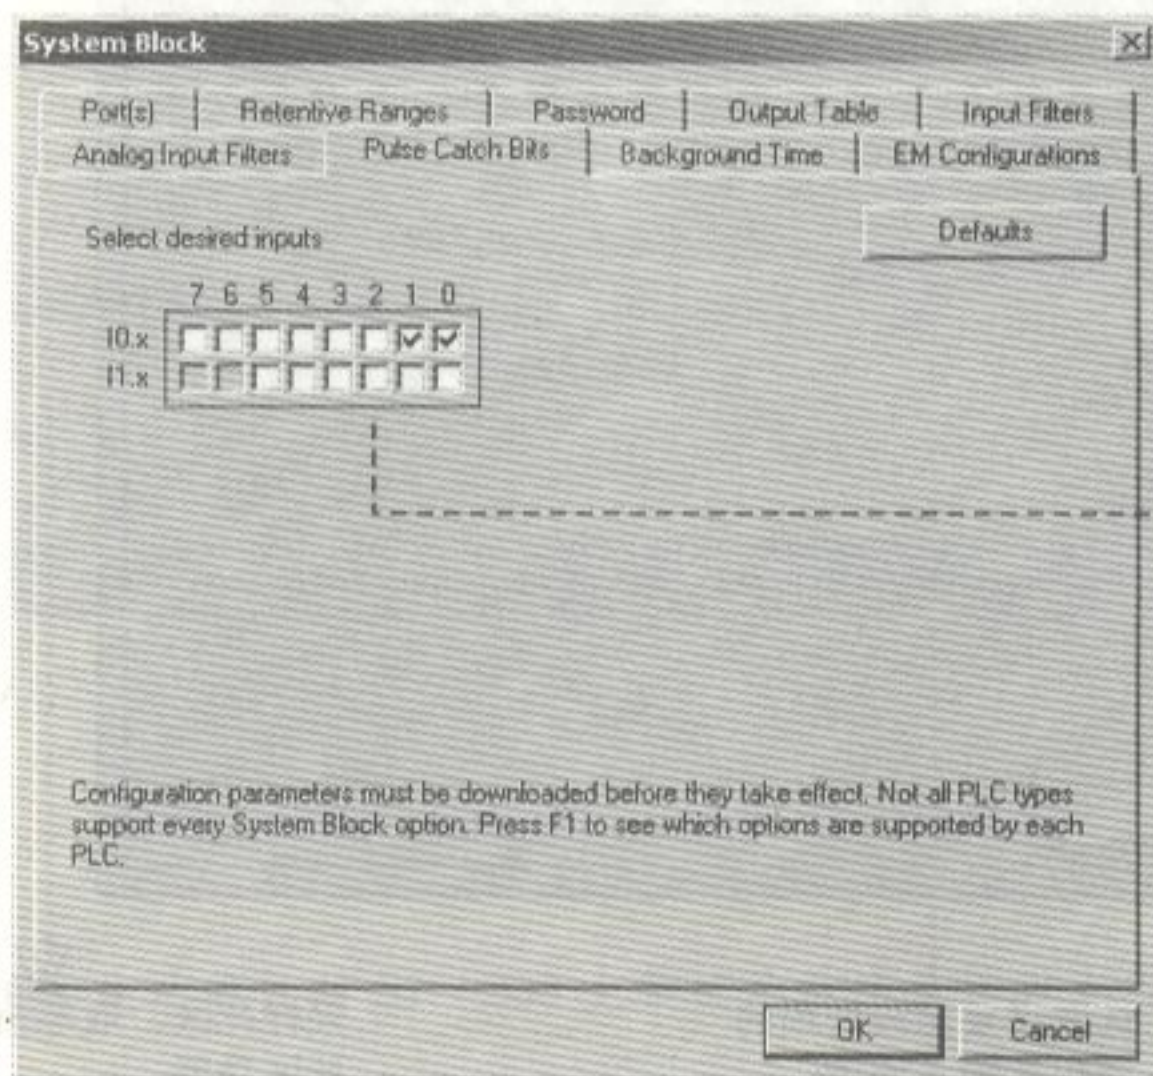 System Block
Port(s) Retentive Ranges Password Output Table Input Filters
Analog Input Filters Pulse Catch Bits Background Time EM Configurations
Select desired inputs
Defaults
7 6 5 4 3 2 1 0
I0.x
I1.x
Configuration parameters must be downloaded before they take effect. Not all PLC types
support every System Block option. Press F1 to see which options are supported by each
PLC.
OK Cancel